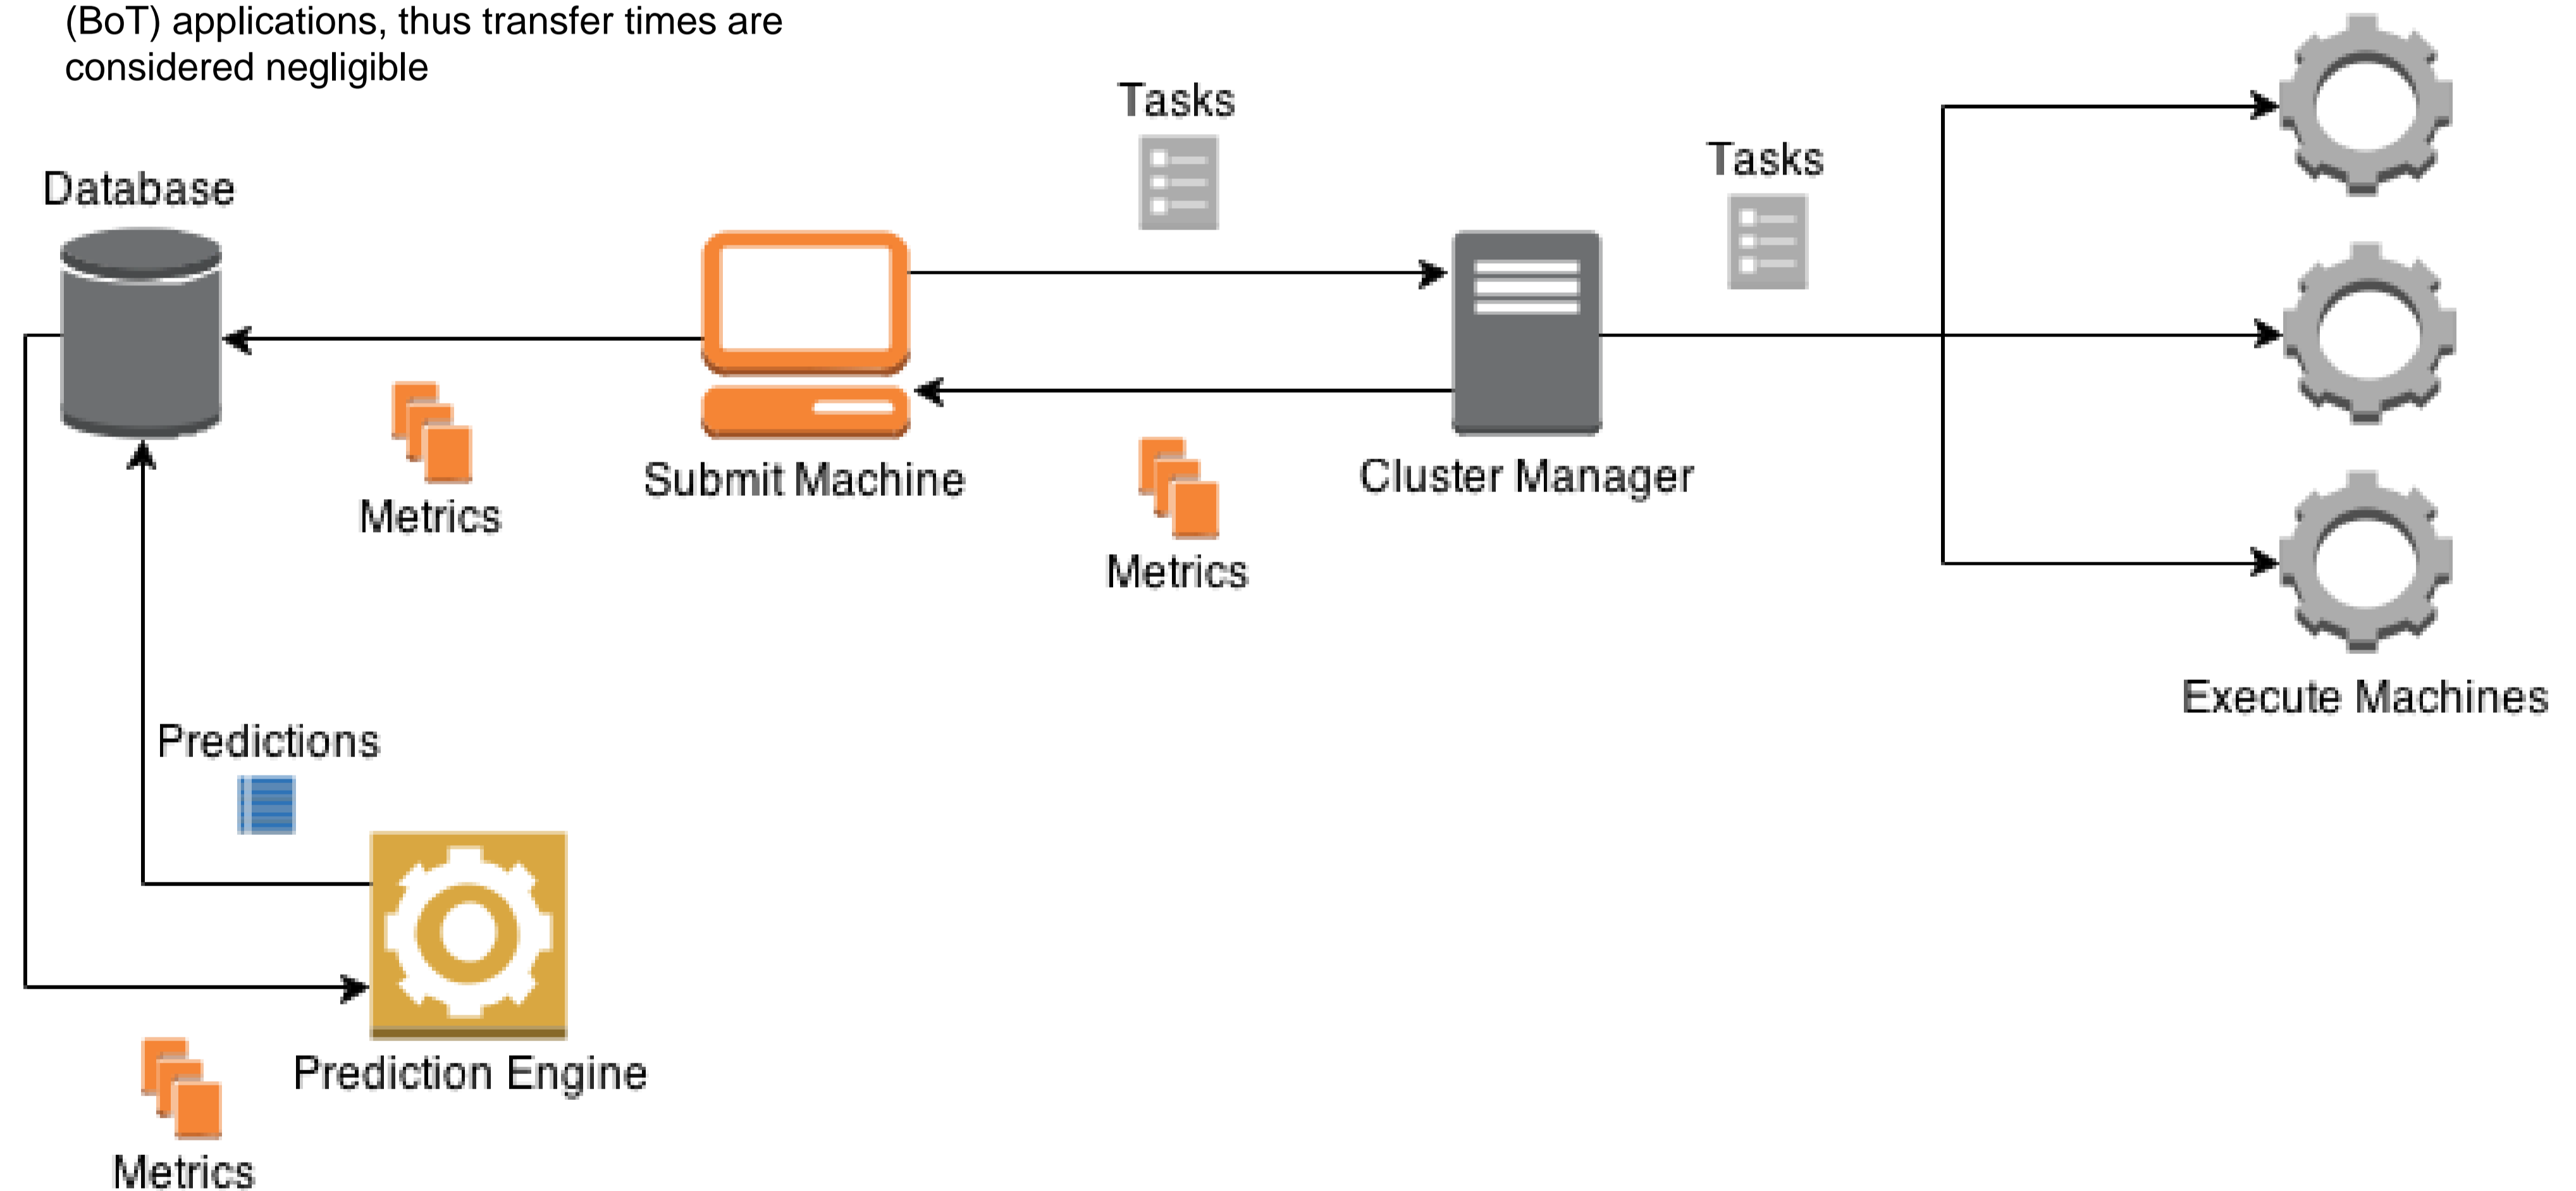 (BoT) applications, thus transfer times are
considered negligible
Tasks
Tasks
Database
Metrics
Submit Machine
Metrics
Cluster Manager
Execute Machines
Predictions
Prediction Engine
Metrics